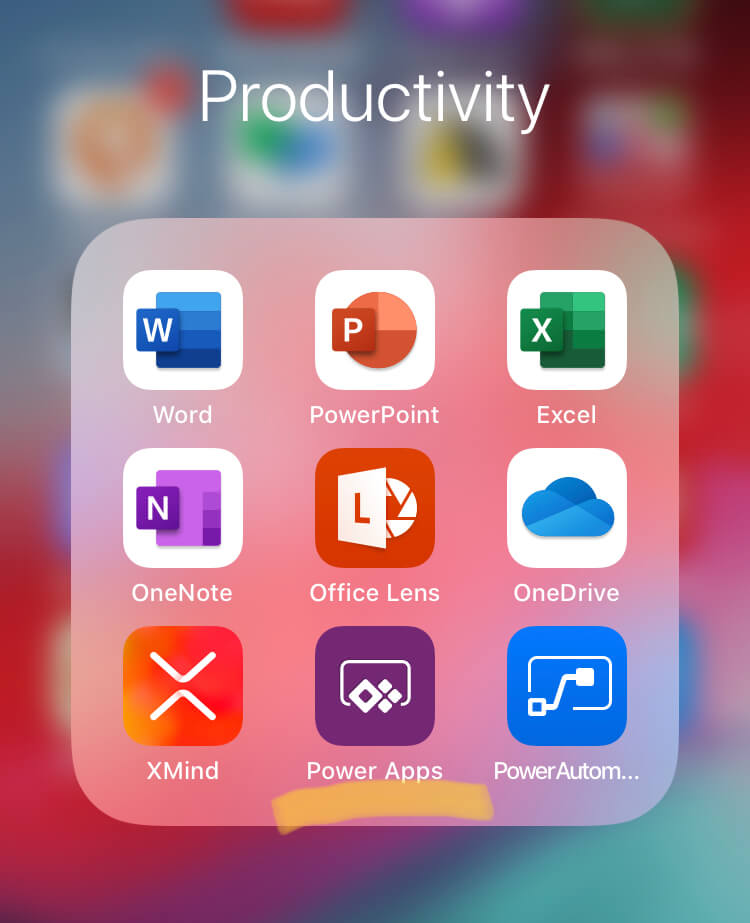 Productivity
W P X
Word PowerPoint Excel
N L
OneNote Office Lens OneDrive
XMind Power Apps PowerAutom...